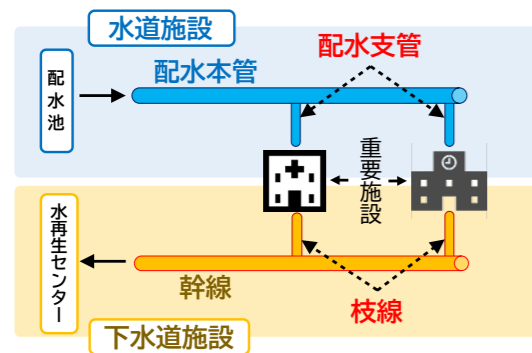 水道施設
配水支管
配水本管
配水池
重要施設
水再生センター
幹線
枝線
下水道施設